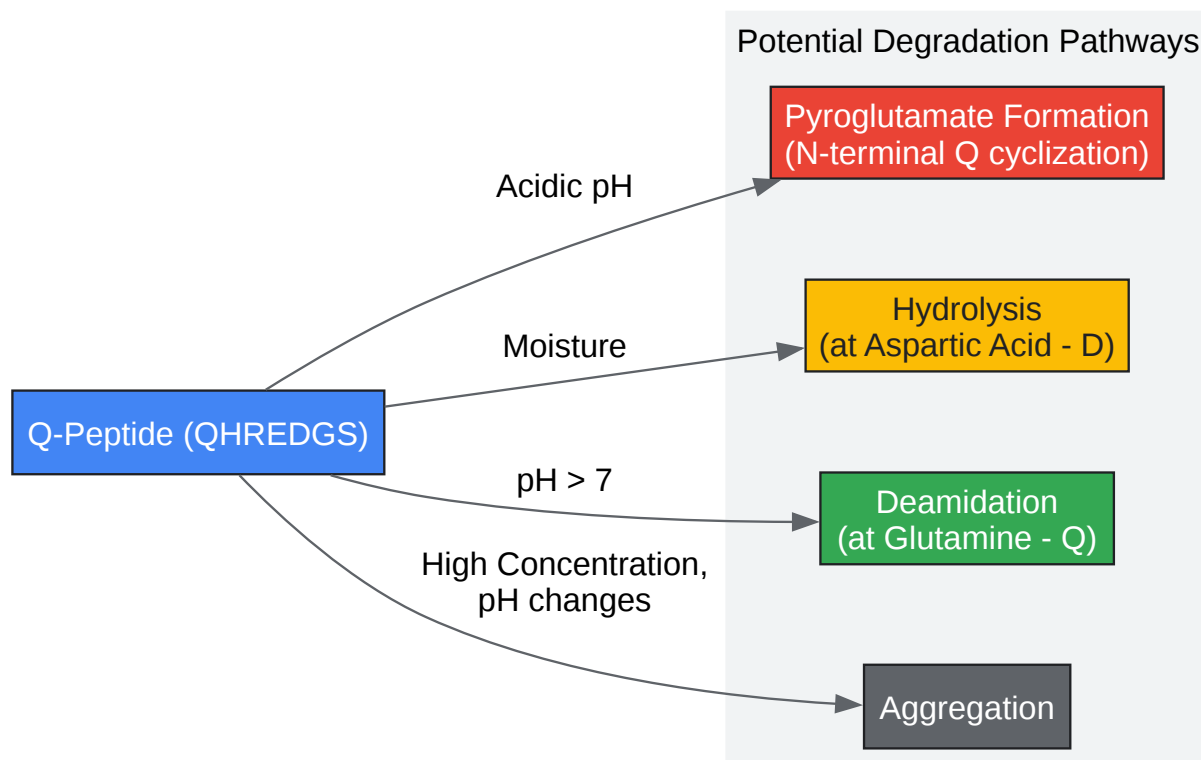 Potential Degradation Pathways
Pyroglutamate Formation
(N-terminal Q cyclization)
Acidic pH
Hydrolysis
(at Aspartic Acid - D)
Moisture
Q-Peptide (QHREDGS)
pH > 7
Deamidation
(at Glutamine - Q)
High Concentration,
pH changes
Aggregation